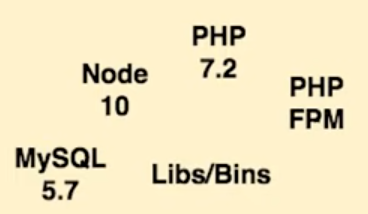 PHP
7.2
Node
10
PHP
FPM
MySQL
5.7
Libs/Bins